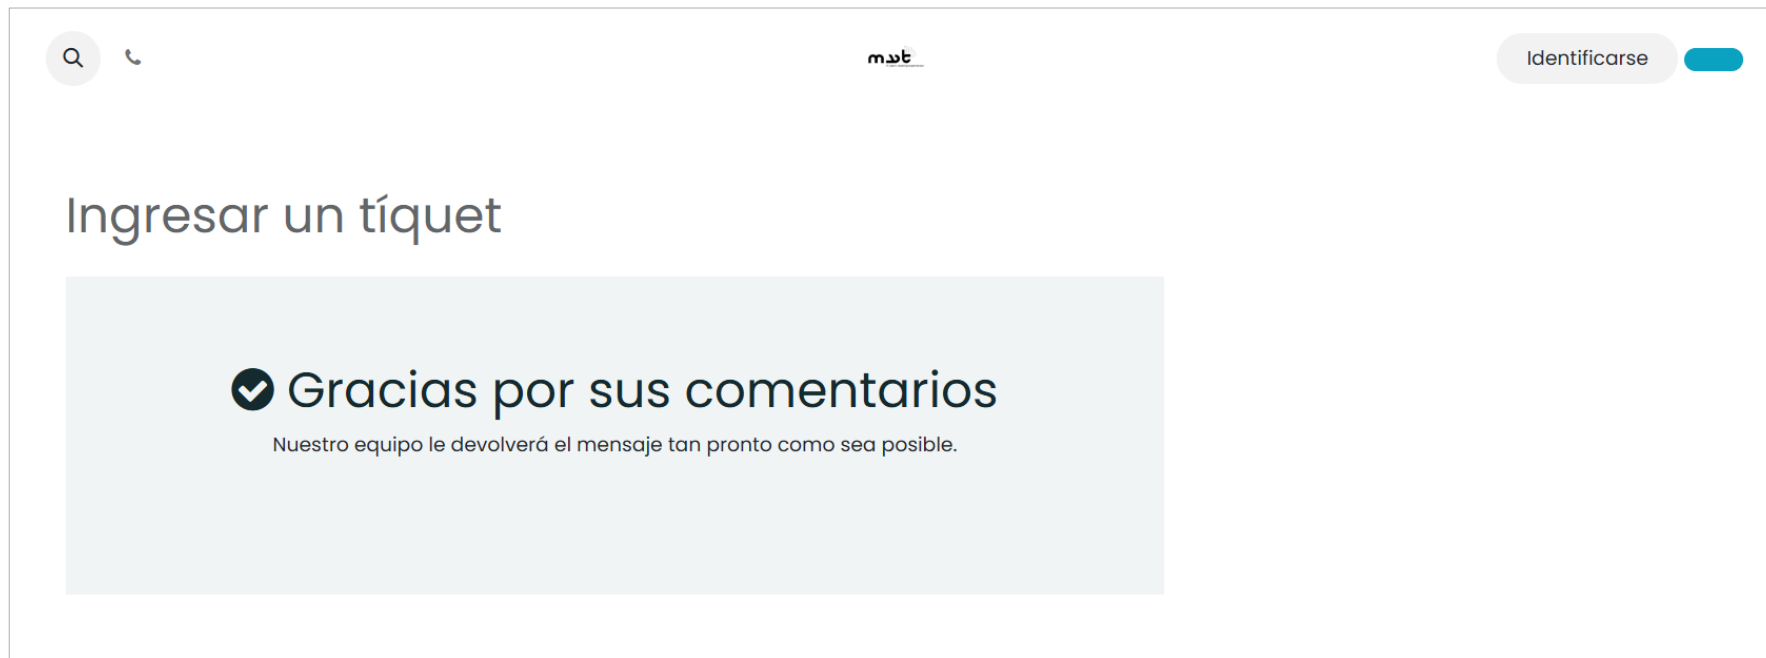 Identificarse
Ingresar un tíquet
Gracias por sus comentarios
Nuestro equipo le devolverá el mensaje tan pronto como sea posible.